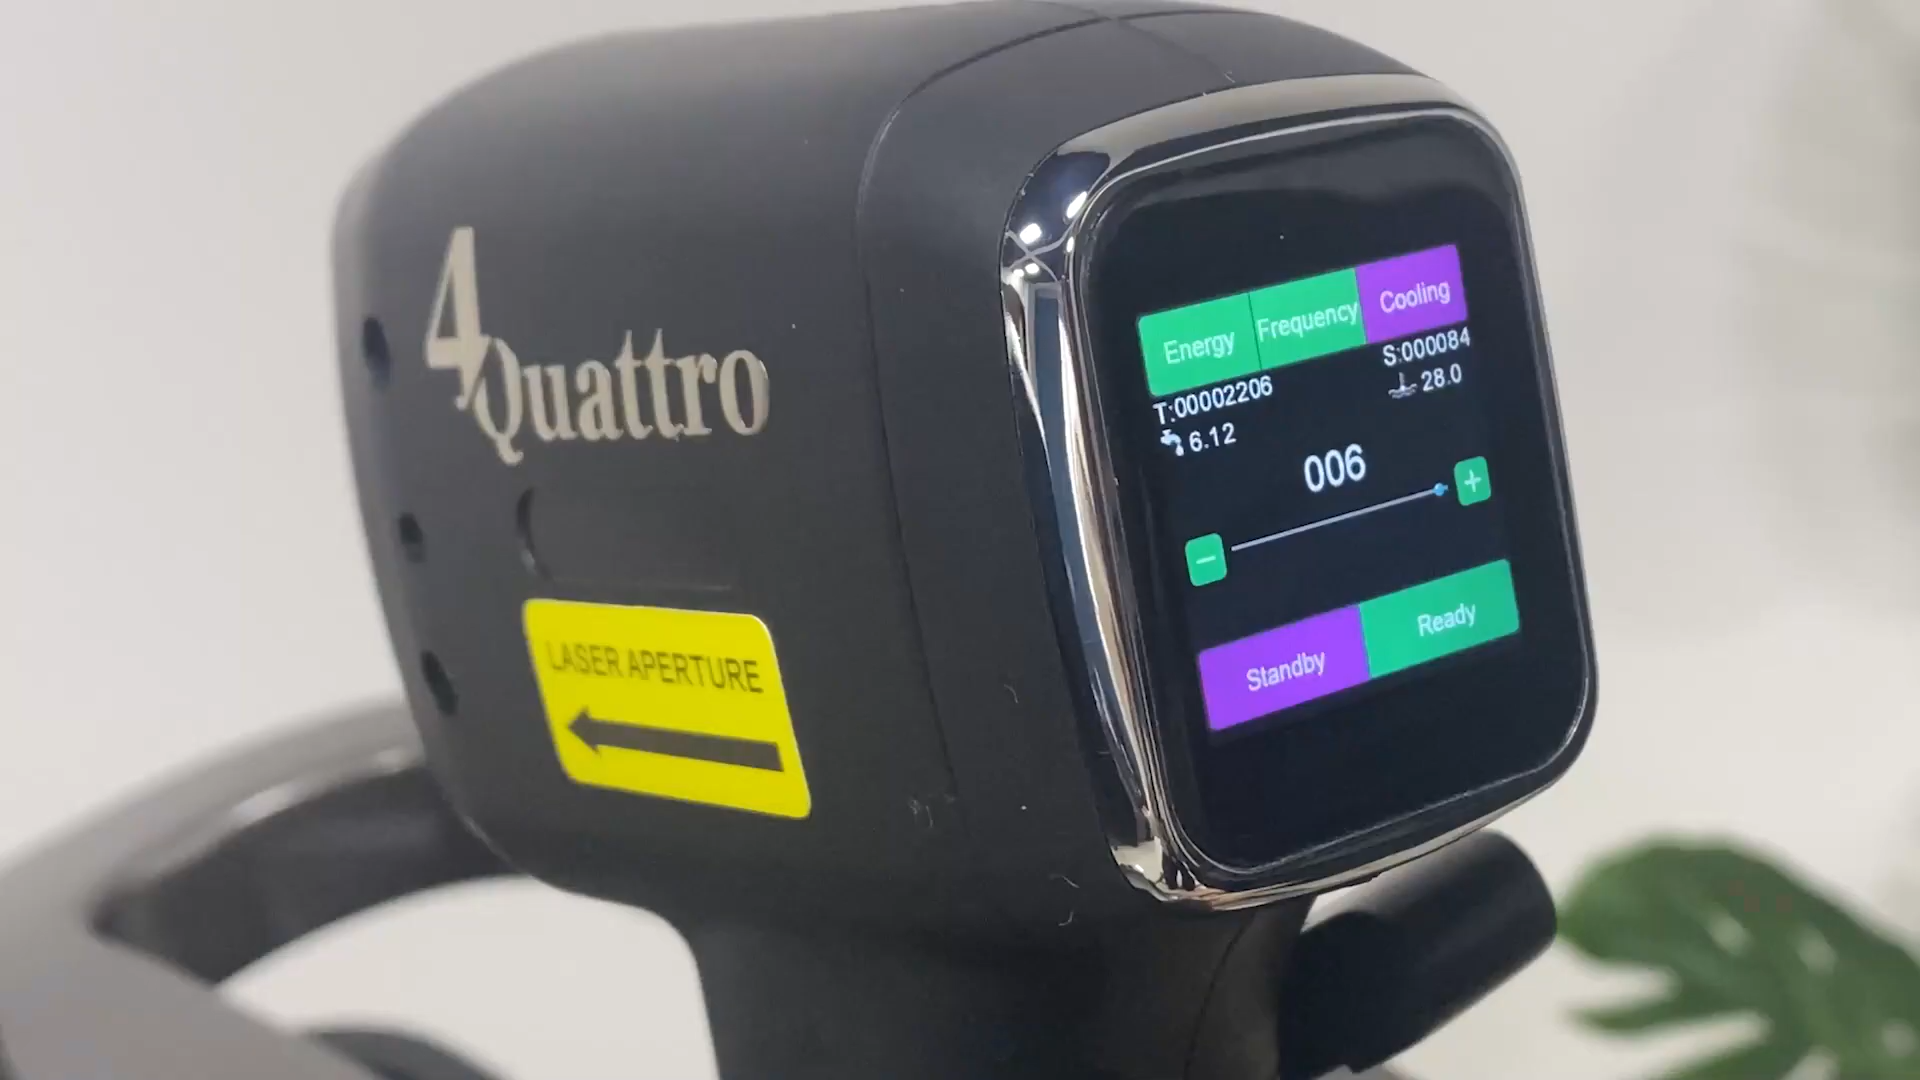 4
Quattro
LASER APERTURE
Energy Frequency Cooling
T:00002206 S:000084
6.12 28.0
006
− +
Standby Ready